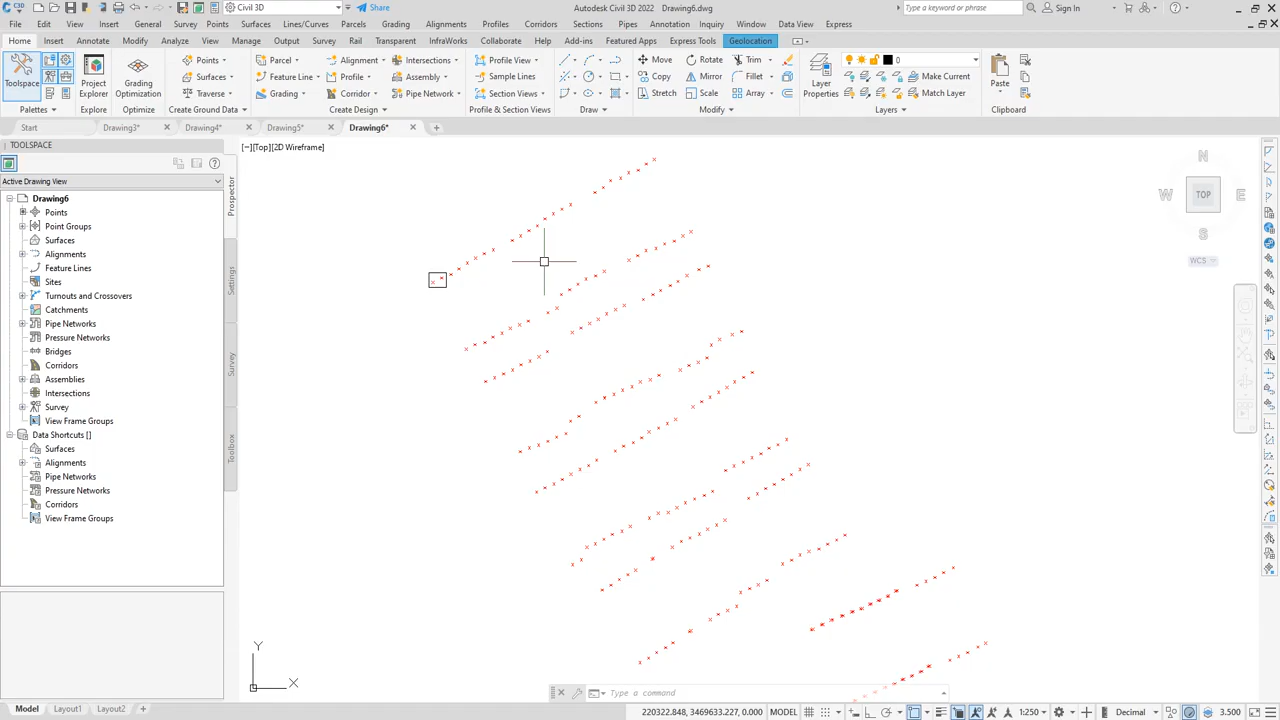 C3D
Civil 3D
Share
Autodesk Civil 3D 2022   Drawing6.dwg
Type a keyword or phrase
Sign In
File Edit View Insert General Survey Points Surfaces Lines/Curves Parcels Grading Alignments Profiles Corridors Sections Pipes Annotation Inquiry Window Data View Express
Home Insert Annotate Modify Analyze View Manage Output Survey Rail Transparent InfraWorks Collaborate Help Add-ins Featured Apps Express Tools Geolocation
Toolspace
Project Explorer
Grading Optimization
Points
Surfaces
Traverse
Parcel
Feature Line
Grading
Alignment
Profile
Corridor
Intersections
Assembly
Pipe Network
Profile View
Sample Lines
Section Views
Move
Copy
Stretch
Rotate
Mirror
Scale
Trim
Fillet
Array
Layer Properties
0
Make Current
Match Layer
Paste
Palettes Explore Optimize Create Ground Data Create Design Profile & Section Views Draw Modify Layers Clipboard
Start Drawing3* Drawing4* Drawing5* Drawing6*
TOOLSPACE
Active Drawing View
Drawing6
Points
Point Groups
Surfaces
Alignments
Feature Lines
Sites
Turnouts and Crossovers
Catchments
Pipe Networks
Pressure Networks
Bridges
Corridors
Assemblies
Intersections
Survey
View Frame Groups
Data Shortcuts []
Surfaces
Alignments
Pipe Networks
Pressure Networks
Corridors
View Frame Groups
Prospector
Settings
Survey
Toolbox
[−][Top][2D Wireframe]
N
W TOP E
S
WCS
Y
X
Type a command
Model Layout1 Layout2
220322.848, 3469633.227, 0.000 MODEL
1:250
Decimal
3.500